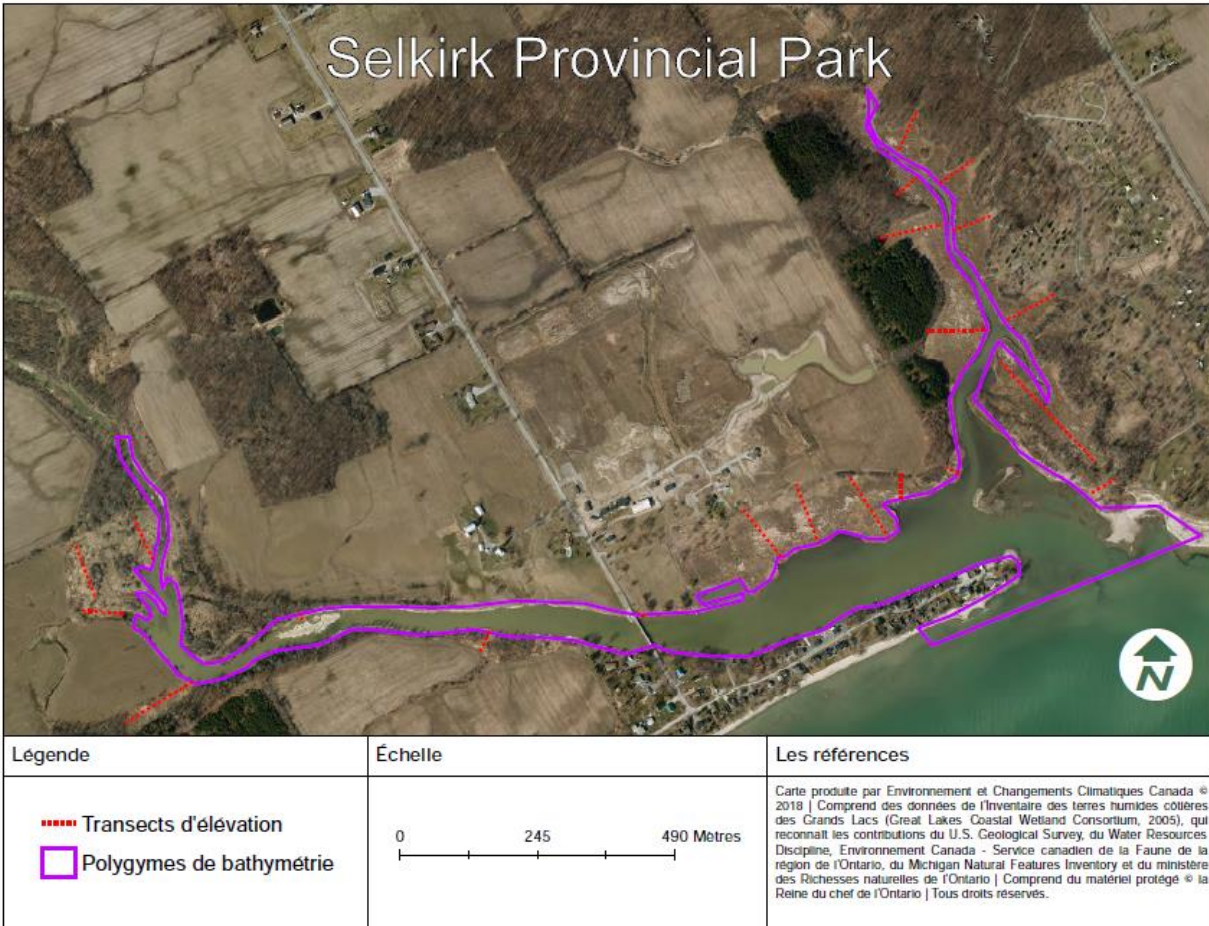 Selkirk Provincial Park
N
Légende
Transects d'élévation
Polygymes de bathymétrie
Échelle
0 245 490 Mètres
Les références
Carte produite par Environnement et Changements Climatiques Canada ©
2018 | Comprend des données de l'Inventaire des terres humides côtières
des Grands Lacs (Great Lakes Coastal Wetland Consortium, 2005), qui
reconnaît les contributions du U.S. Geological Survey, du Water Resources
Discipline, Environnement Canada - Service canadien de la Faune de la
région de l'Ontario, du Michigan Natural Features Inventory et du ministère
des Richesses naturelles de l'Ontario | Comprend du matériel protégé © la
Reine du chef de l'Ontario | Tous droits réservés.